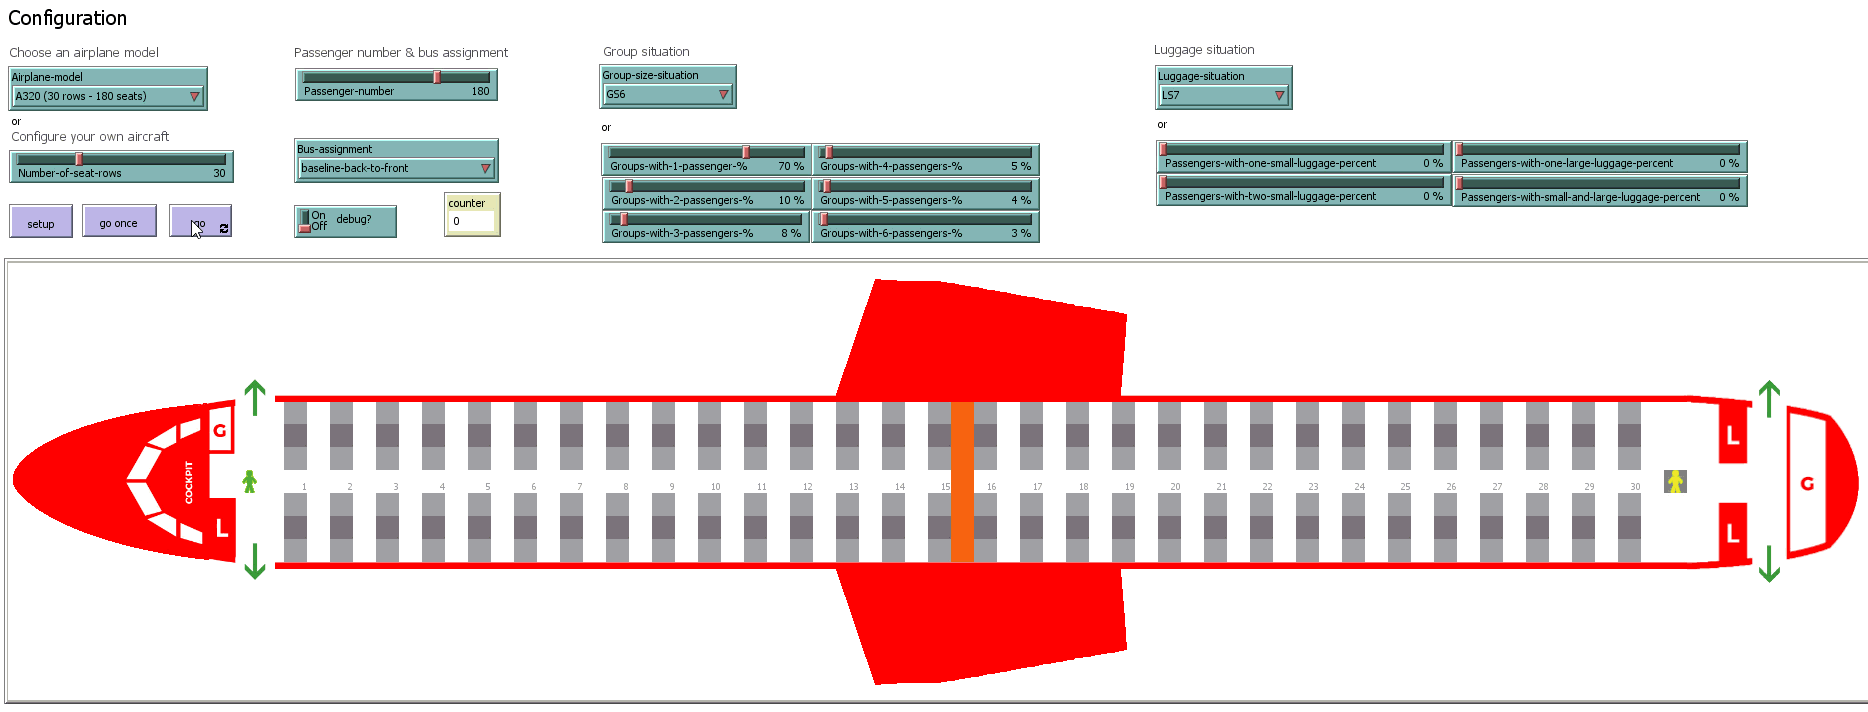 Configuration
Choose an airplane model
Passenger number & bus assignment
Group situation
Luggage situation
Airplane-model
A320 (30 rows - 180 seats)
Passenger-number 180
Group-size-situation
GS6
Luggage-situation
LS7
or
or
or
Configure your own aircraft
Number-of-seat-rows 30
Bus-assignment
baseline-back-to-front
Groups-with-1-passenger-% 70 %
Groups-with-4-passengers-% 5 %
Groups-with-2-passengers-% 10 %
Groups-with-5-passengers-% 4 %
Groups-with-3-passengers-% 8 %
Groups-with-6-passengers-% 3 %
Passengers-with-one-small-luggage-percent 0 %
Passengers-with-one-large-luggage-percent 0 %
Passengers-with-two-small-luggage-percent 0 %
Passengers-with-small-and-large-luggage-percent 0 %
setup
go once
On
Off
debug?
counter
0
G
COCKPIT
L
1 2 3 4 5 6 7 8 9 10 11 12 13 14 15 16 17 18 19 20 21 22 23 24 25 26 27 28 29 30
L
L
G